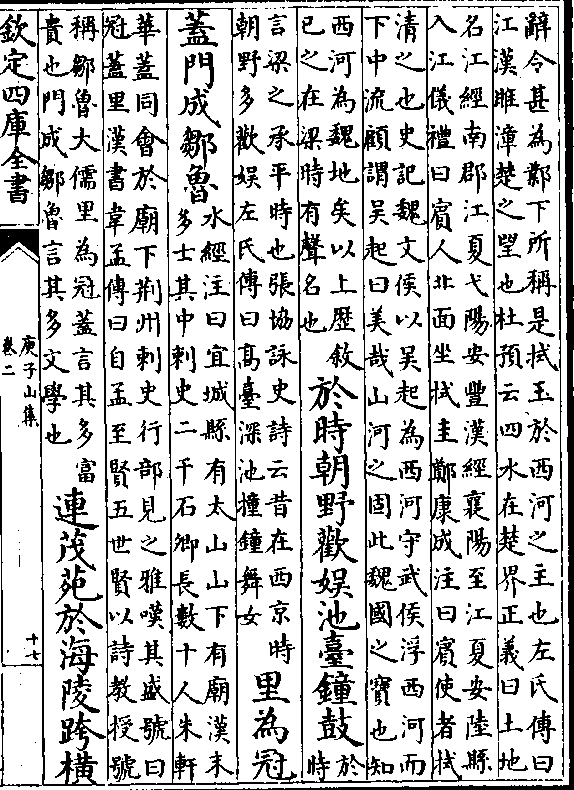 辭令甚為鄴下所稱是拭玉於西河之主也左氏傳曰
江漢雎漳楚之望也杜預云四水在楚界正義曰土地
名江經南郡江夏弋陽安豐漢經襄陽至江夏安陸縣
入江儀禮曰賔人北面坐拭圭鄭康成注曰賔使者拭
清之也史記魏文侯以吳起為西河守武侯浮西河而
下中流顧謂吳起曰美哉山河之固此魏國之寶也知
西河為魏地矣以上歴敘
已之在梁時有聲名也
於時朝野歡娛池臺鐘鼓
於
時
言梁之承平時也張協詠史詩云昔在西京時
朝野多歡娛左氏傳曰髙臺深池撞鐘舞女
里為冠
蓋門成鄒魯
水經注曰宜城縣有太山山下有廟漢末
多士其中刺史二千石卿長數十人朱軒
華蓋同會於廟下荆州刺史行部見之雅嘆其盛號曰
冠蓋里漢書韋孟傳曰自孟至賢五世賢以詩教授號
稱鄒魯大儒里為冠蓋言其多富
貴也門成鄒魯言其多文學也
連茂苑於海陵跨橫
欽定四庫全書
庾子山集
卷二
十七